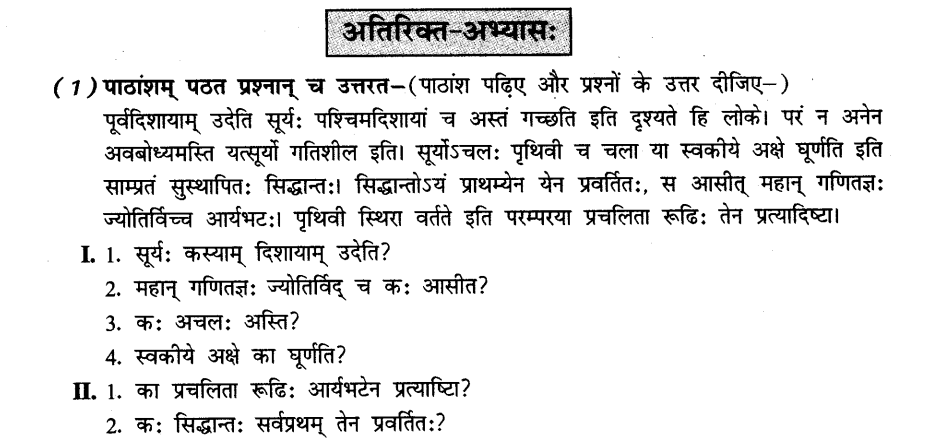 अतिरिक्त-अभ्यासः
(1) पाठांशम् पठत प्रश्नान् च उत्तरत–(पाठांश पढ़िए और प्रश्नों के उत्तर दीजिए–)
पूर्वदिशायाम् उदेति सूर्यः पश्चिमदिशायां च अस्तं गच्छति इति दृश्यते हि लोके। परं न अनेन
अवबोध्यमस्ति यत्सूर्यो गतिशील इति। सूर्योऽचलः पृथिवी च चला या स्वकीये अक्षे घूर्णति इति
साम्प्रतं सुस्थापितः सिद्धान्तः। सिद्धान्तोऽयं प्राथम्येन येन प्रवर्तितः, स आसीत् महान् गणितज्ञः
ज्योतिर्विच्च आर्यभटः। पृथिवी स्थिरा वर्तते इति परम्परया प्रचलिता रूढिः तेन प्रत्यादिष्टा।
I. 1. सूर्यः कस्याम् दिशायाम् उदेति?
2. महान् गणितज्ञः ज्योतिर्विद् च कः आसीत?
3. कः अचलः अस्ति?
4. स्वकीये अक्षे का घूर्णति?
II. 1. का प्रचलिता रूढिः आर्यभटेन प्रत्याष्टिा?
2. कः सिद्धान्तः सर्वप्रथम् तेन प्रवर्तितः?